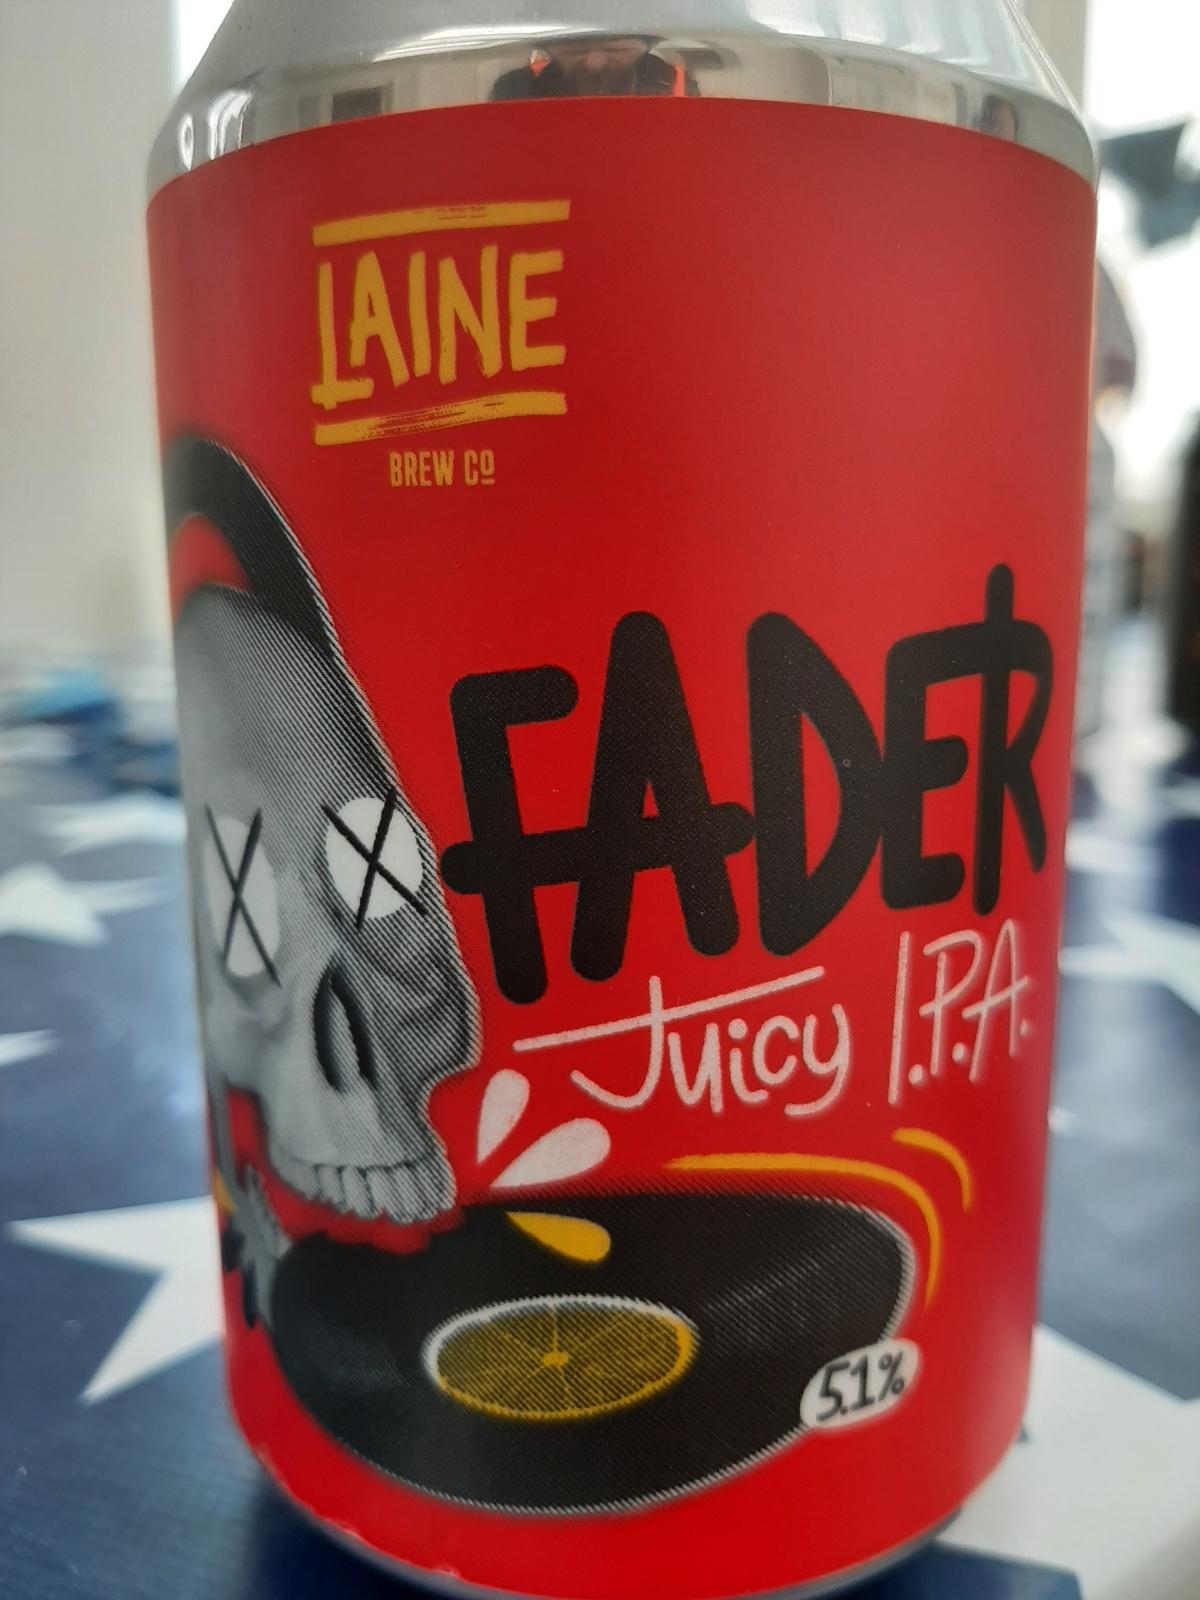 LAINE
BREW CO
FADER
Juicy I.P.A.
5.1%